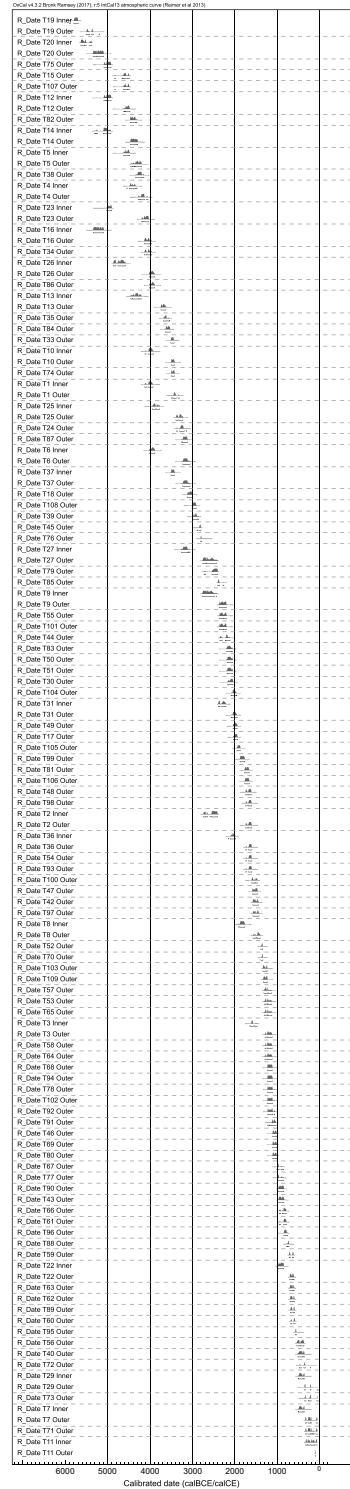 OxCal v4.3.2 Bronk Ramsey (2017); r:5 IntCal13 atmospheric curve (Reimer et al 2013)
R_Date T19 Inner
R_Date T19 Outer
R_Date T20 Inner
R_Date T20 Outer
R_Date T75 Outer
R_Date T15 Outer
R_Date T107 Outer
R_Date T12 Inner
R_Date T12 Outer
R_Date T82 Outer
R_Date T14 Inner
R_Date T14 Outer
R_Date T5 Inner
R_Date T5 Outer
R_Date T38 Outer
R_Date T4 Inner
R_Date T4 Outer
R_Date T23 Inner
R_Date T23 Outer
R_Date T16 Inner
R_Date T16 Outer
R_Date T34 Outer
R_Date T26 Inner
R_Date T26 Outer
R_Date T86 Outer
R_Date T13 Inner
R_Date T13 Outer
R_Date T35 Outer
R_Date T84 Outer
R_Date T33 Outer
R_Date T10 Inner
R_Date T10 Outer
R_Date T74 Outer
R_Date T1 Inner
R_Date T1 Outer
R_Date T25 Inner
R_Date T25 Outer
R_Date T24 Outer
R_Date T87 Outer
R_Date T6 Inner
R_Date T6 Outer
R_Date T37 Inner
R_Date T37 Outer
R_Date T18 Outer
R_Date T108 Outer
R_Date T39 Outer
R_Date T45 Outer
R_Date T76 Outer
R_Date T27 Inner
R_Date T27 Outer
R_Date T79 Outer
R_Date T85 Outer
R_Date T9 Inner
R_Date T9 Outer
R_Date T55 Outer
R_Date T101 Outer
R_Date T44 Outer
R_Date T83 Outer
R_Date T50 Outer
R_Date T51 Outer
R_Date T30 Outer
R_Date T104 Outer
R_Date T31 Inner
R_Date T31 Outer
R_Date T49 Outer
R_Date T17 Outer
R_Date T105 Outer
R_Date T99 Outer
R_Date T81 Outer
R_Date T106 Outer
R_Date T48 Outer
R_Date T98 Outer
R_Date T2 Inner
R_Date T2 Outer
R_Date T36 Inner
R_Date T36 Outer
R_Date T54 Outer
R_Date T93 Outer
R_Date T100 Outer
R_Date T47 Outer
R_Date T42 Outer
R_Date T97 Outer
R_Date T8 Inner
R_Date T8 Outer
R_Date T52 Outer
R_Date T70 Outer
R_Date T103 Outer
R_Date T109 Outer
R_Date T57 Outer
R_Date T53 Outer
R_Date T65 Outer
R_Date T3 Inner
R_Date T3 Outer
R_Date T58 Outer
R_Date T64 Outer
R_Date T68 Outer
R_Date T94 Outer
R_Date T78 Outer
R_Date T102 Outer
R_Date T92 Outer
R_Date T91 Outer
R_Date T46 Outer
R_Date T69 Outer
R_Date T80 Outer
R_Date T67 Outer
R_Date T77 Outer
R_Date T90 Outer
R_Date T43 Outer
R_Date T66 Outer
R_Date T61 Outer
R_Date T96 Outer
R_Date T88 Outer
R_Date T59 Outer
R_Date T22 Inner
R_Date T22 Outer
R_Date T63 Outer
R_Date T62 Outer
R_Date T89 Outer
R_Date T60 Outer
R_Date T95 Outer
R_Date T56 Outer
R_Date T40 Outer
R_Date T72 Outer
R_Date T29 Inner
R_Date T29 Outer
R_Date T73 Outer
R_Date T7 Inner
R_Date T7 Outer
R_Date T71 Outer
R_Date T11 Inner
R_Date T11 Outer
6000 5000 4000 3000 2000 1000 0
Calibrated date (calBCE/calCE)